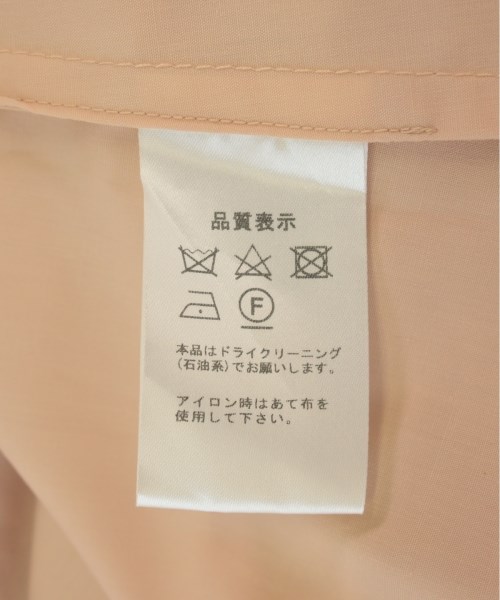 品質表示
F
本品はドライクリーニング
(石油系)でお願いします。
アイロン時はあて布を
使用して下さい。